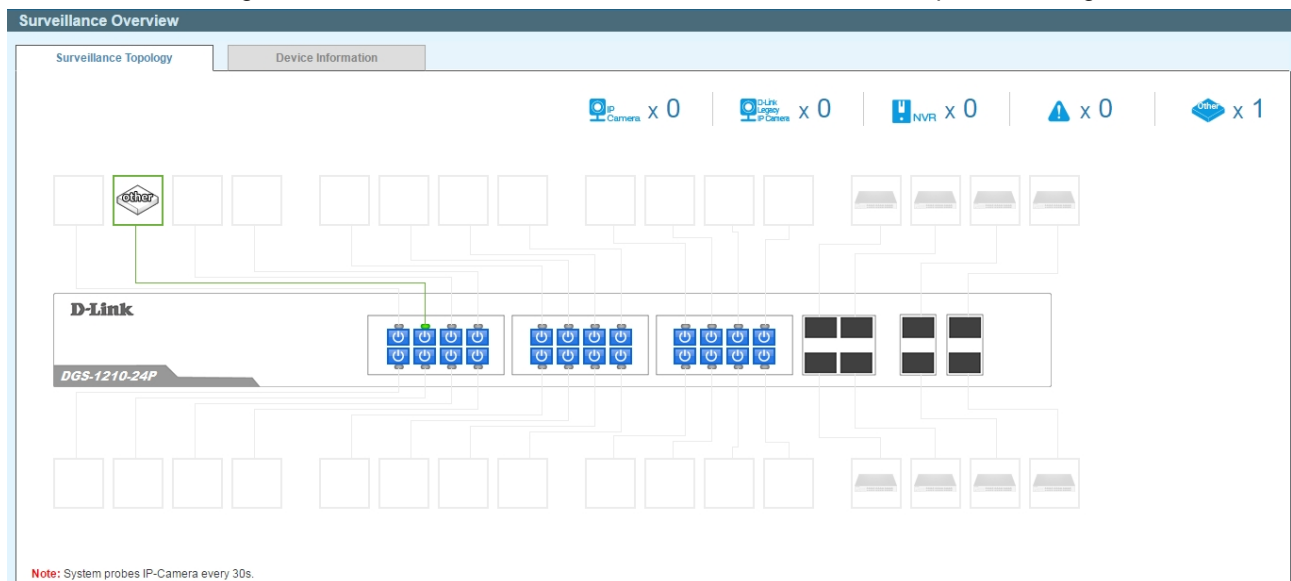 Surveillance Overview
Surveillance Topology
Device Information
IP Camera x 0
D-Link Legacy IP Camera x 0
NVR x 0
x 0
Other x 1
other
D-Link
DGS-1210-24P
Note: System probes IP-Camera every 30s.